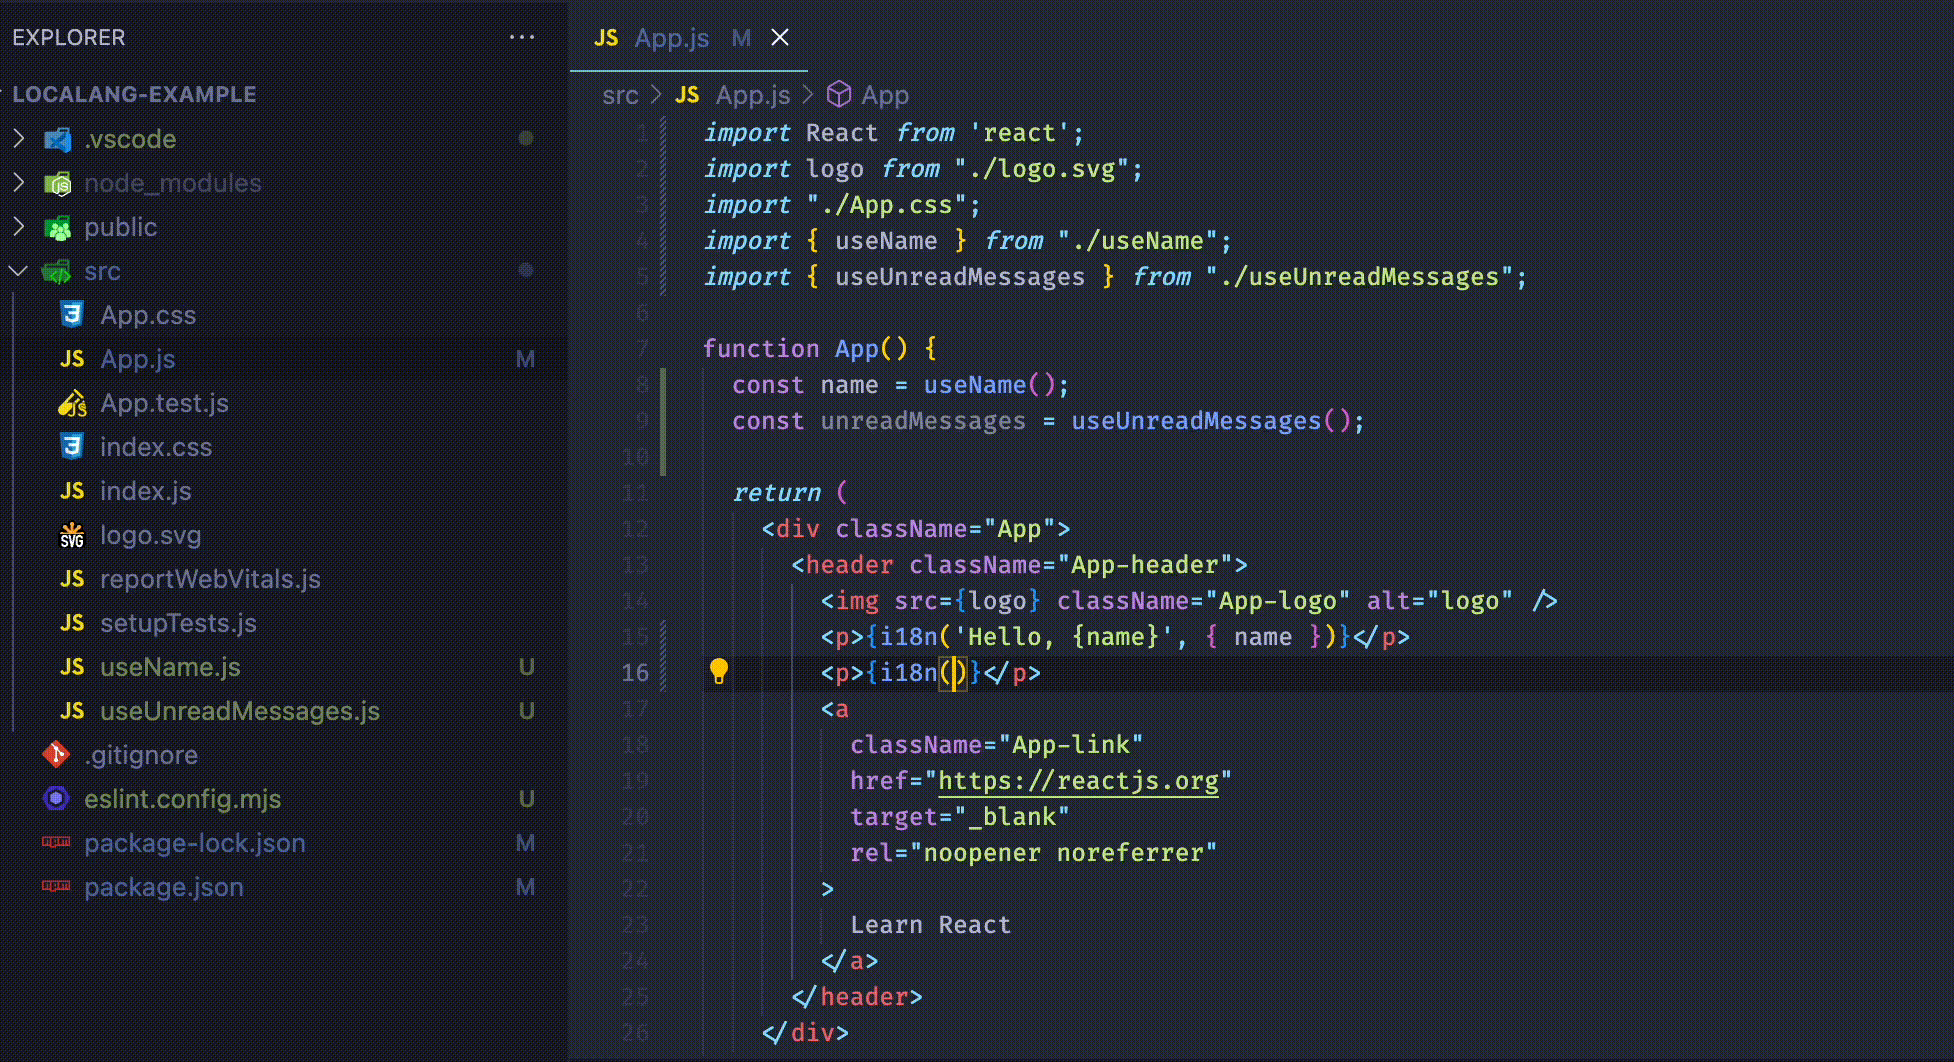 EXPLORER
LOCALANG-EXAMPLE
.vscode
node_modules
public
src
App.css
App.js M
App.test.js
index.css
index.js
logo.svg
reportWebVitals.js
setupTests.js
useName.js U
useUnreadMessages.js U
.gitignore
eslint.config.mjs U
package-lock.json M
package.json M
JS App.js M
src > JS App.js > App
1 import React from 'react';
2 import logo from "./logo.svg";
3 import "./App.css";
4 import { useName } from "./useName";
5 import { useUnreadMessages } from "./useUnreadMessages";
6
7 function App() {
8 const name = useName();
9 const unreadMessages = useUnreadMessages();
10
11 return (
12 <div className="App">
13 <header className="App-header">
14 <img src={logo} className="App-logo" alt="logo" />
15 <p>{i18n('Hello, {name}', { name })}</p>
16 <p>{i18n()}</p>
17 <a
18 className="App-link"
19 href="https://reactjs.org"
20 target="_blank"
21 rel="noopener noreferrer"
22 >
23 Learn React
24 </a>
25 </header>
26 </div>